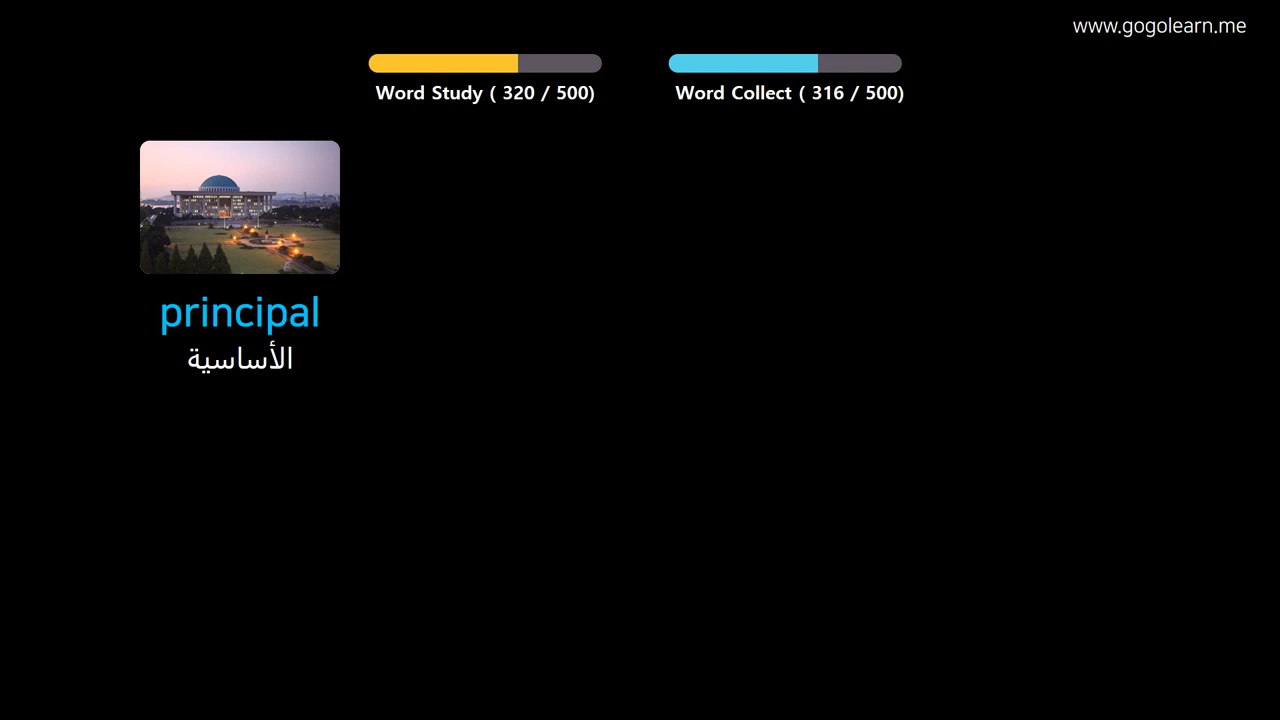 www.gogolearn.me
Word Study ( 320 / 500)
Word Collect ( 316 / 500)
principal
الأساسية